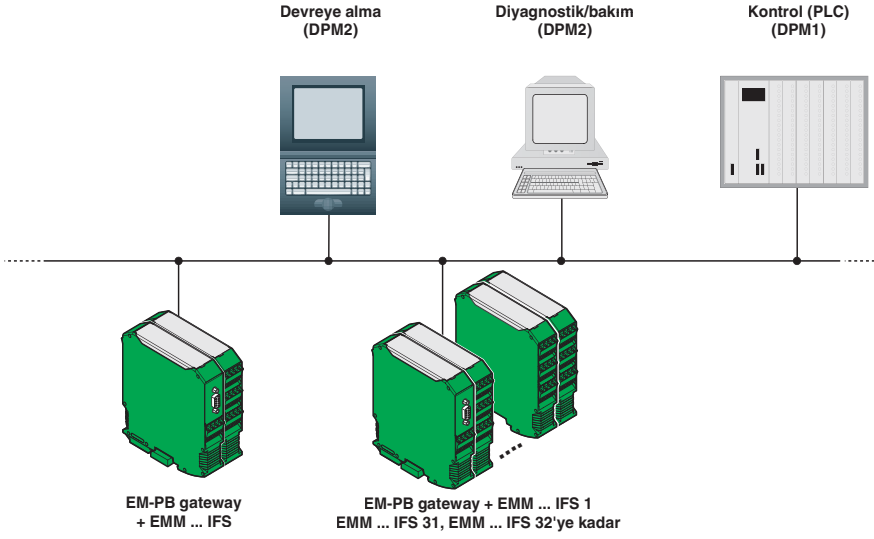 Devreye alma
(DPM2)
Diyagnostik/bakım
(DPM2)
Kontrol (PLC)
(DPM1)
EM-PB gateway
+ EMM ... IFS
EM-PB gateway + EMM ... IFS 1
EMM ... IFS 31, EMM ... IFS 32'ye kadar